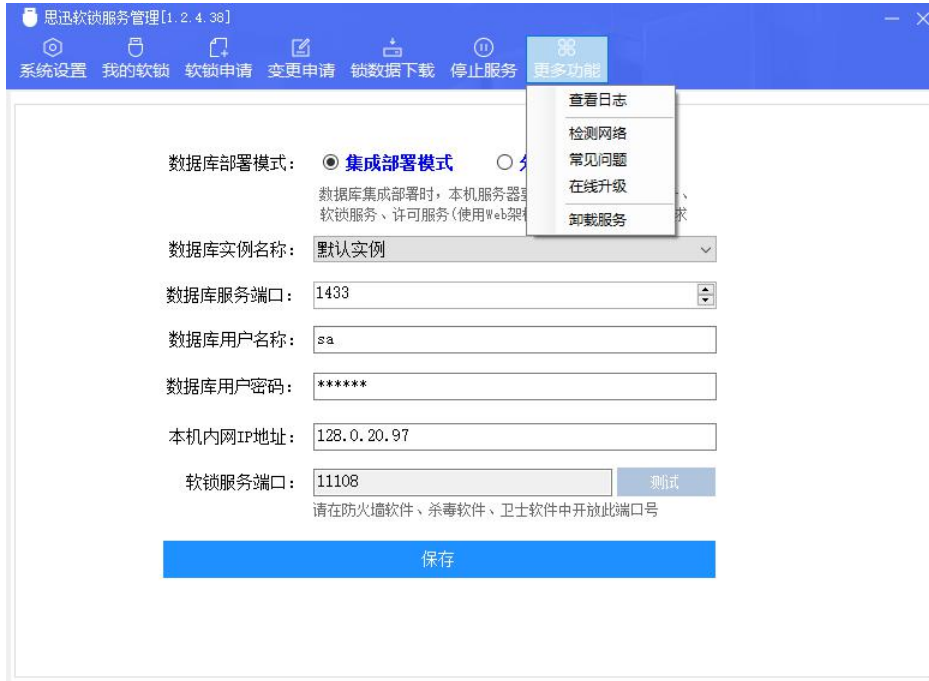 思迅软锁服务管理[1.2.4.38]
系统设置 我的软锁 软锁申请 变更申请 锁数据下载 停止服务 更多功能
查看日志
检测网络
常见问题
在线升级
卸载服务
数据库部署模式： 集成部署模式
数据库集成部署时，本机服务器
软锁服务、许可服务(使用Web架
数据库实例名称： 默认实例
数据库服务端口： 1433
数据库用户名称： sa
数据库用户密码： ******
本机内网IP地址： 128.0.20.97
软锁服务端口： 11108 测试
请在防火墙软件、杀毒软件、卫士软件中开放此端口号
保存